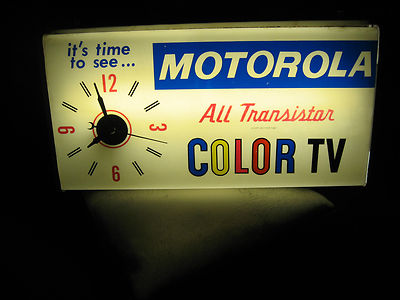 it's time
to see...
12
3
6
9
MOTOROLA
All Transistor
COLOR TV